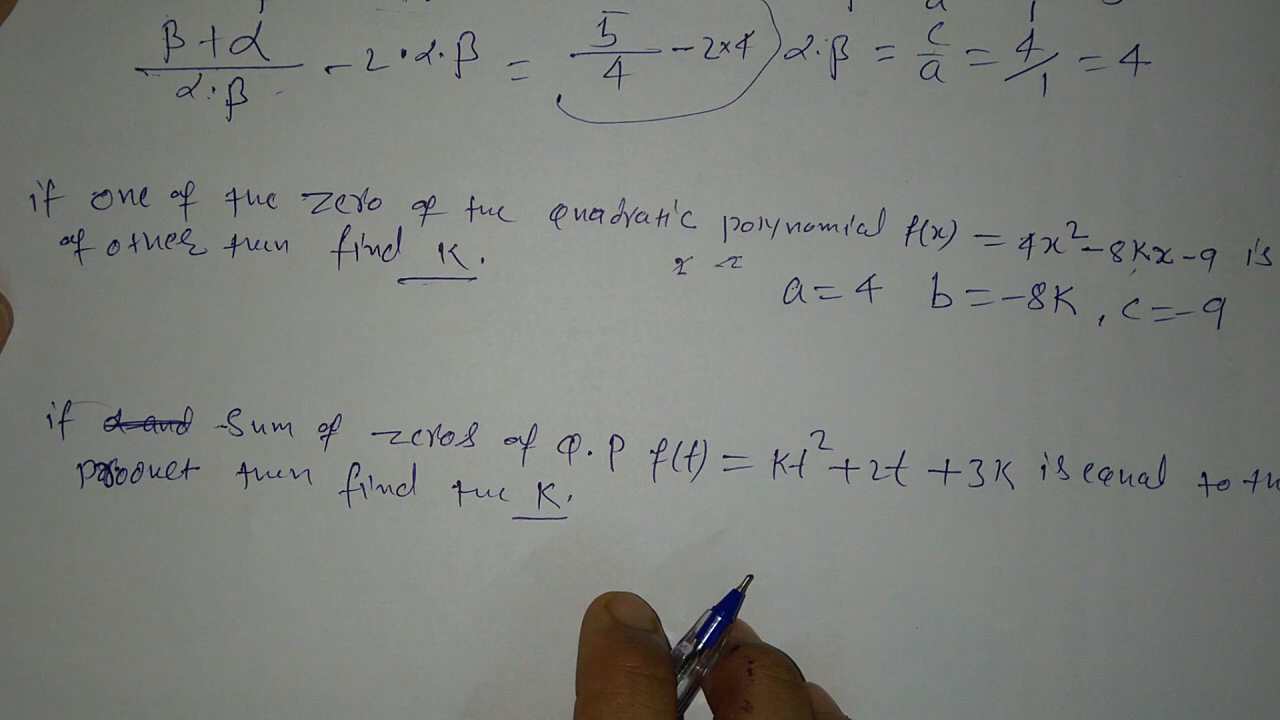 β+α/α·β - 2·α·β = 5/4 - 2×4 ) α·β = c/a = 4/1 = 4
if one of the zero of the quadratic polynomial f(x) = 4x²-8kx-9 is
of other then find K.
a=4 b=-8K, c=-9
if Sum of zeros of Q.P f(t) = Kt²+2t+3K is equal to th
product then find the K.